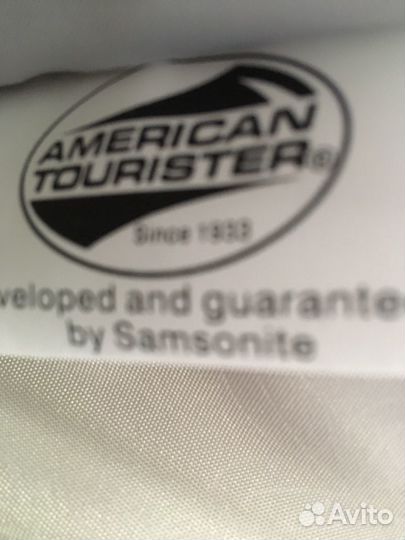 AMERICAN
TOURISTER®
Since 1933
veloped and guarante
by Samsonite
Avito